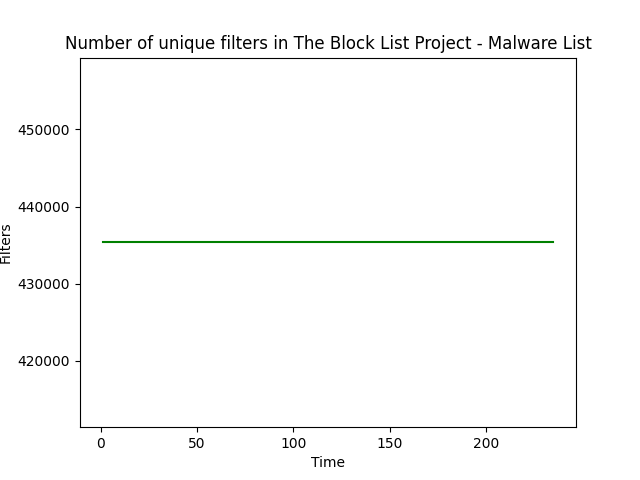 Number of unique filters in The Block List Project - Malware List
450000
440000
430000
420000
Filters
0 50 100 150 200
Time